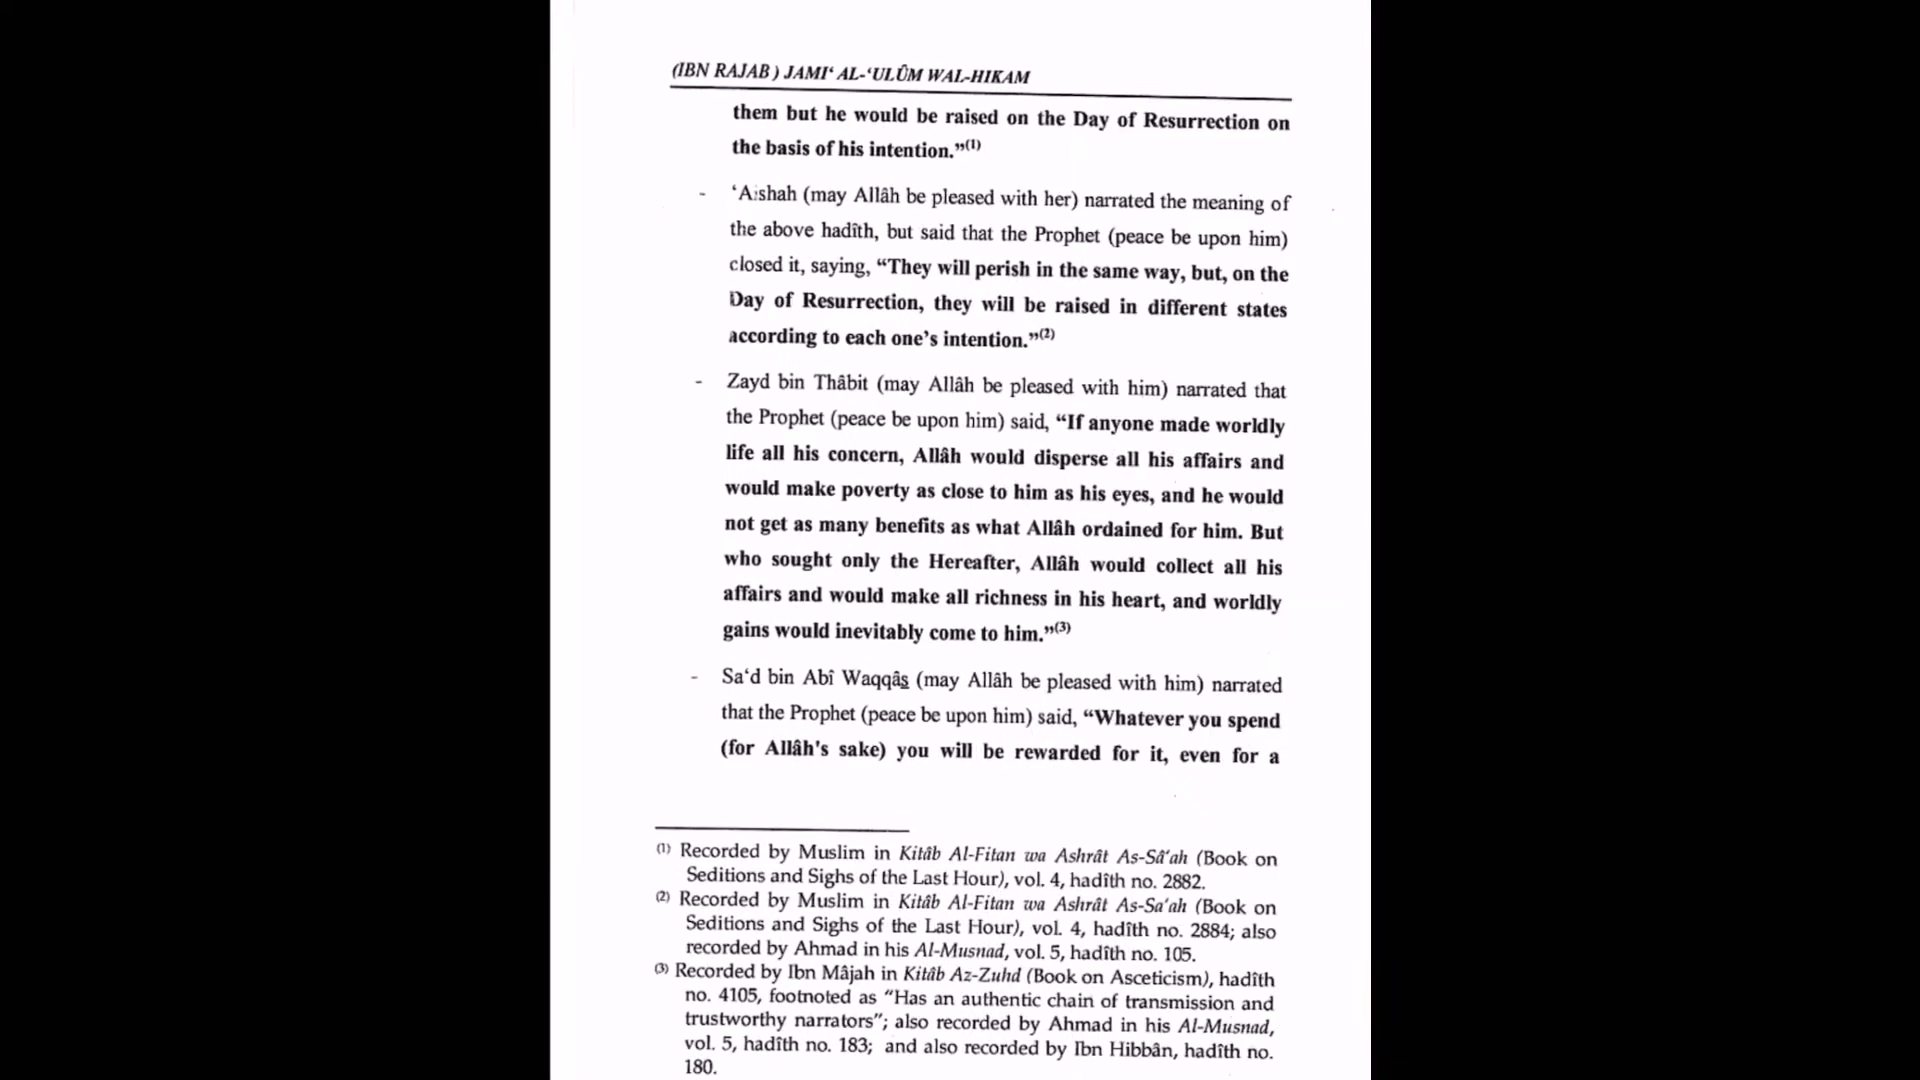 (IBN RAJAB ) JAMI‘ AL-‘ULÛM WAL-HIKAM
them but he would be raised on the Day of Resurrection on
the basis of his intention.”(1)
- ‘Aishah (may Allâh be pleased with her) narrated the meaning of
the above hadîth, but said that the Prophet (peace be upon him)
closed it, saying, “They will perish in the same way, but, on the
Day of Resurrection, they will be raised in different states
according to each one’s intention.”(2)
- Zayd bin Thâbit (may Allâh be pleased with him) narrated that
the Prophet (peace be upon him) said, “If anyone made worldly
life all his concern, Allâh would disperse all his affairs and
would make poverty as close to him as his eyes, and he would
not get as many benefits as what Allâh ordained for him. But
who sought only the Hereafter, Allâh would collect all his
affairs and would make all richness in his heart, and worldly
gains would inevitably come to him.”(3)
- Sa‘d bin Abî Waqqâs (may Allâh be pleased with him) narrated
that the Prophet (peace be upon him) said, “Whatever you spend
(for Allâh's sake) you will be rewarded for it, even for a
(1) Recorded by Muslim in Kitâb Al-Fitan wa Ashrât As-Sâ‘ah (Book on
Seditions and Sighs of the Last Hour), vol. 4, hadîth no. 2882.
(2) Recorded by Muslim in Kitâb Al-Fitan wa Ashrât As-Sa‘ah (Book on
Seditions and Sighs of the Last Hour), vol. 4, hadîth no. 2884; also
recorded by Ahmad in his Al-Musnad, vol. 5, hadîth no. 105.
(3) Recorded by Ibn Mâjah in Kitâb Az-Zuhd (Book on Asceticism), hadîth
no. 4105, footnoted as “Has an authentic chain of transmission and
trustworthy narrators”; also recorded by Ahmad in his Al-Musnad,
vol. 5, hadîth no. 183; and also recorded by Ibn Hibbân, hadîth no.
180.